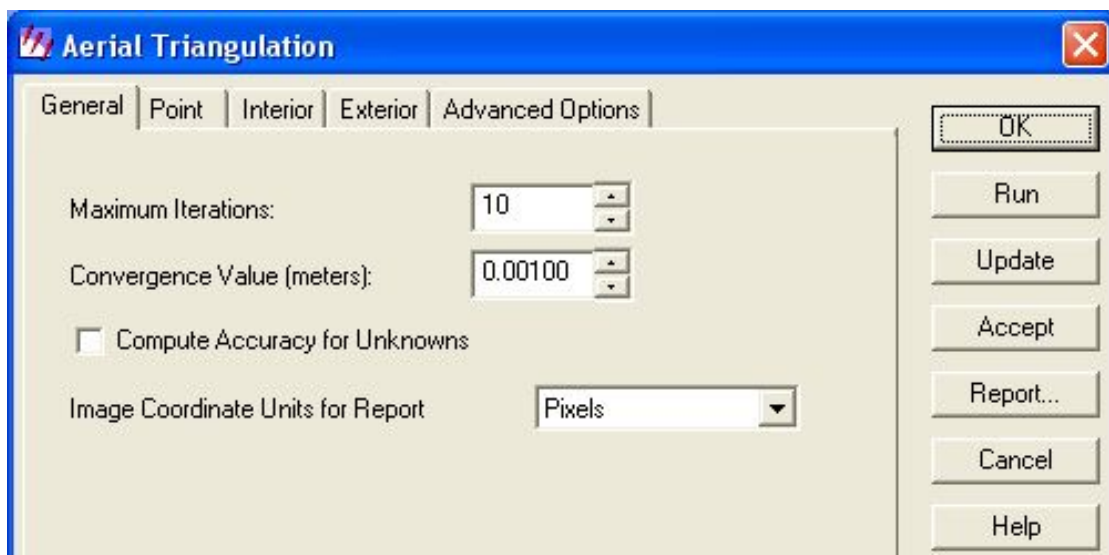 Aerial Triangulation
General Point Interior Exterior Advanced Options
OK
Maximum Iterations: 10
Run
Convergence Value (meters): 0.00100
Update
Compute Accuracy for Unknowns
Accept
Image Coordinate Units for Report Pixels
Report...
Cancel
Help